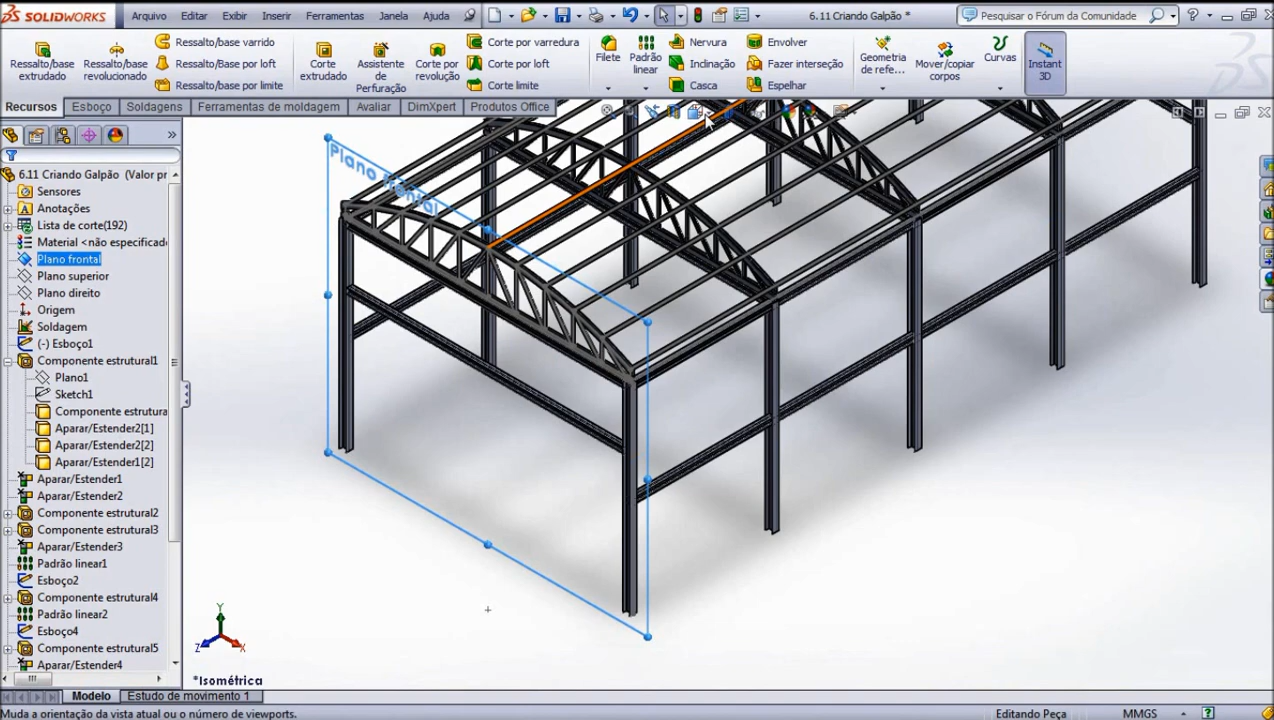 SOLIDWORKS Arquivo Editar Exibir Inserir Ferramentas Janela Ajuda 6.11 Criando Galpão * Pesquisar o Fórum da Comunidade
Ressalto/base extrudado
Ressalto/base revolucionado
Ressalto/base varrido
Ressalto/base por loft
Ressalto/base por limite
Corte extrudado
Assistente de Perfuração
Corte por revolução
Corte por varredura
Corte por loft
Corte limite
Filete
Padrão linear
Nervura
Inclinação
Casca
Envolver
Fazer interseção
Espelhar
Geometria de refe...
Mover/copiar corpos
Curvas
Instant 3D
Recursos Esboço Soldagens Ferramentas de moldagem Avaliar DimXpert Produtos Office
6.11 Criando Galpão (Valor pr
Sensores
Anotações
Lista de corte(192)
Material <não especificad
Plano frontal
Plano superior
Plano direito
Origem
Soldagem
(-) Esboço1
Componente estrutural1
Plano1
Sketch1
Componente estrutura
Aparar/Estender2[1]
Aparar/Estender2[2]
Aparar/Estender1[2]
Aparar/Estender1
Aparar/Estender2
Componente estrutural2
Componente estrutural3
Aparar/Estender3
Padrão linear1
Esboço2
Componente estrutural4
Padrão linear2
Esboço4
Componente estrutural5
Aparar/Estender4
Plano frontal
Y
Z
X
*Isométrica
Modelo Estudo de movimento 1
Muda a orientação da vista atual ou o número de viewports. Editando Peça MMGS